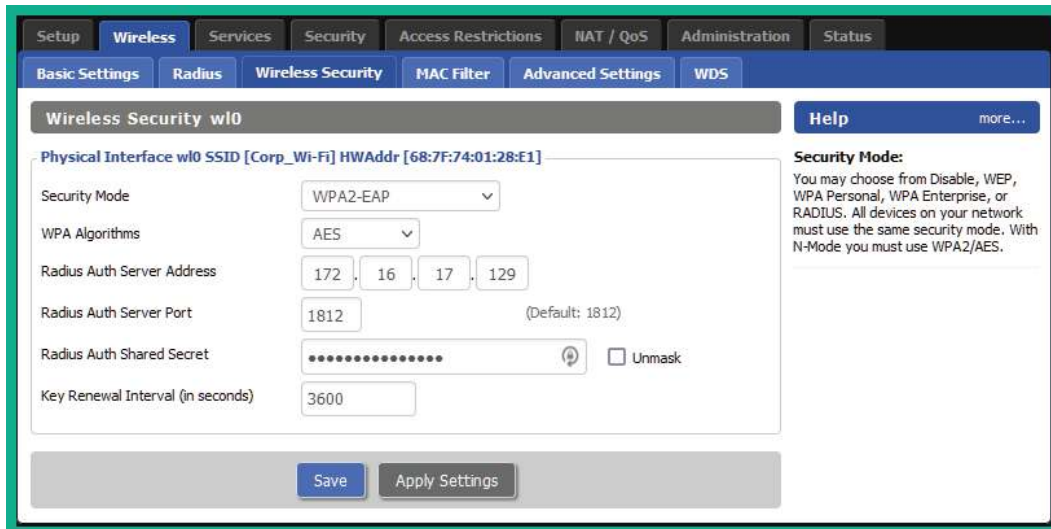 Setup Wireless Services Security Access Restrictions NAT / QoS Administration Status
Basic Settings Radius Wireless Security MAC Filter Advanced Settings WDS
Wireless Security wl0
Physical Interface wl0 SSID [Corp_Wi-Fi] HWAddr [68:7F:74:01:28:E1]
Security Mode WPA2-EAP
WPA Algorithms AES
Radius Auth Server Address 172 . 16 . 17 . 129
Radius Auth Server Port 1812 (Default: 1812)
Radius Auth Shared Secret ••••••••••••••• Unmask
Key Renewal Interval (in seconds) 3600
Save Apply Settings
Help more...
Security Mode:
You may choose from Disable, WEP,
WPA Personal, WPA Enterprise, or
RADIUS. All devices on your network
must use the same security mode. With
N-Mode you must use WPA2/AES.